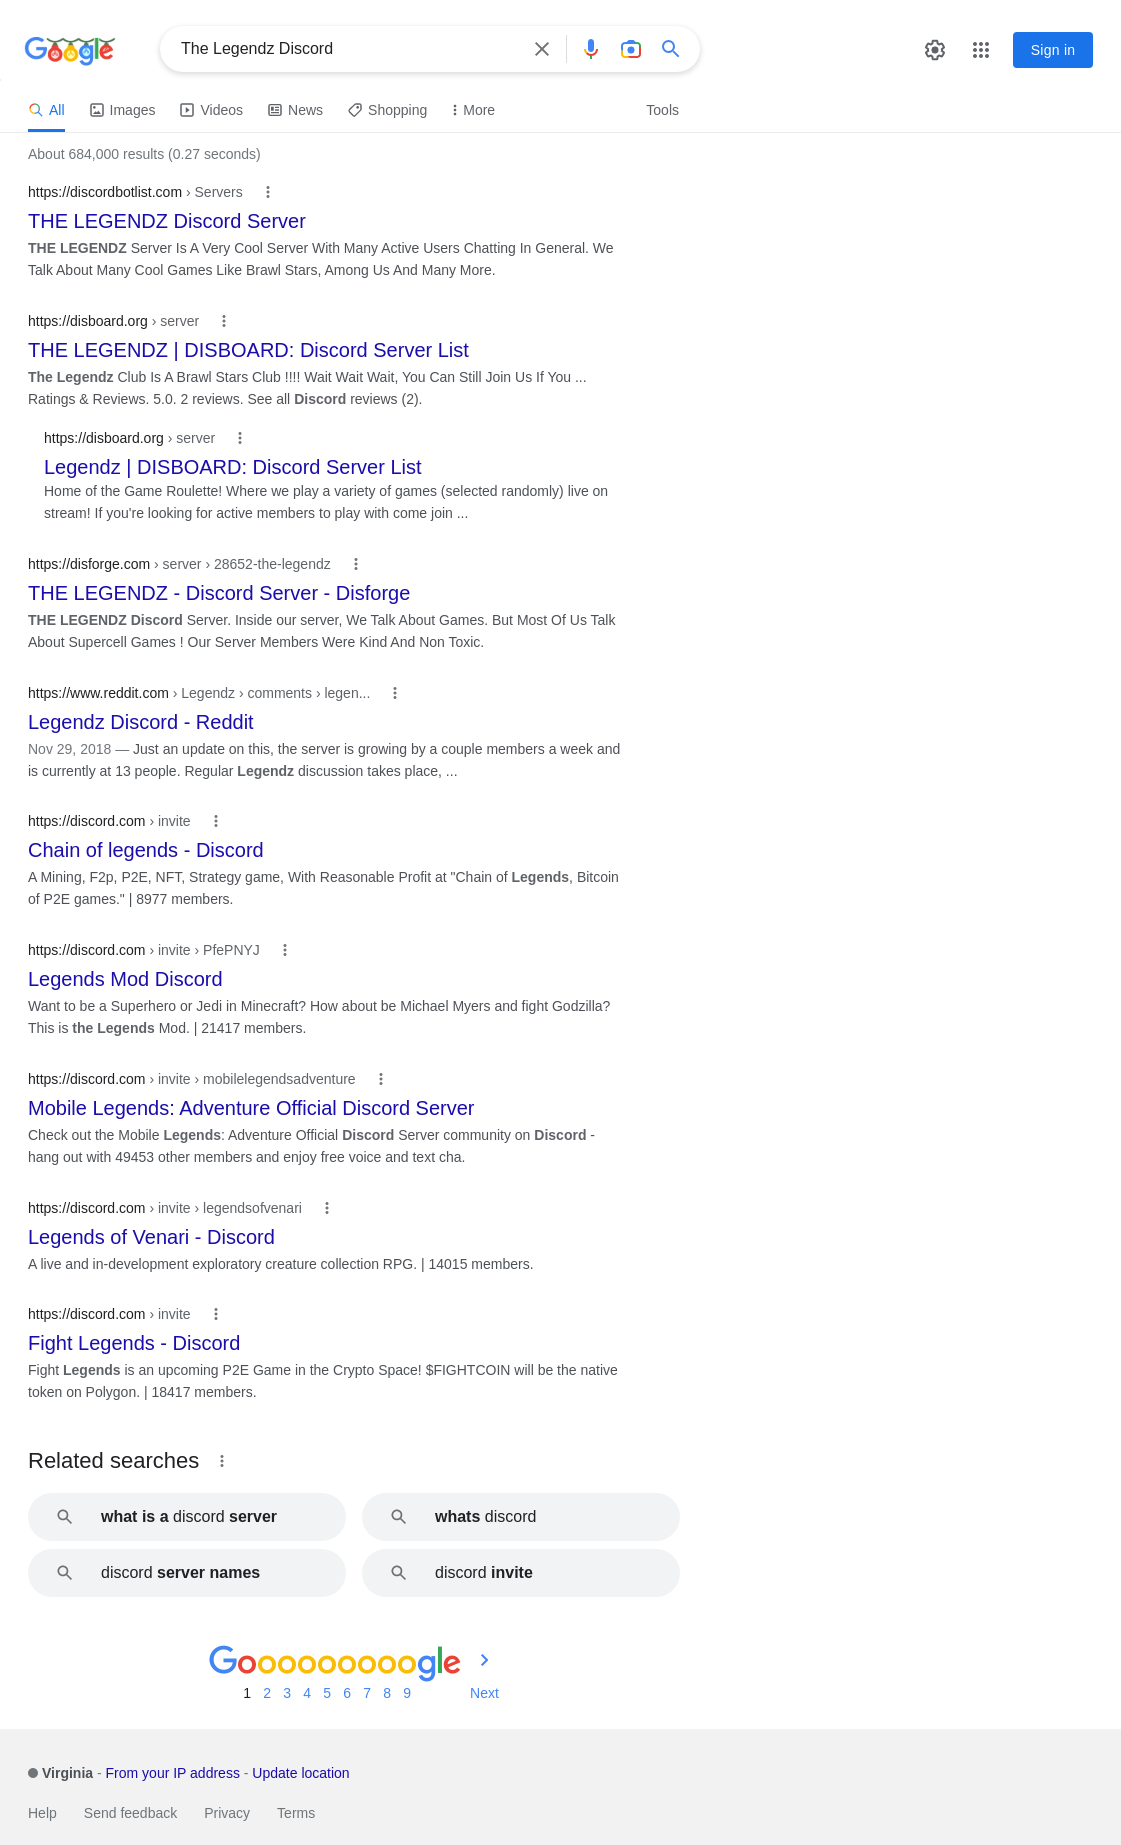 Google
The Legendz Discord
Sign in
All Images Videos News Shopping More Tools
About 684,000 results (0.27 seconds)
https://discordbotlist.com › Servers
THE LEGENDZ Discord Server
THE LEGENDZ Server Is A Very Cool Server With Many Active Users Chatting In General. We
Talk About Many Cool Games Like Brawl Stars, Among Us And Many More.
https://disboard.org › server
THE LEGENDZ | DISBOARD: Discord Server List
The Legendz Club Is A Brawl Stars Club !!!! Wait Wait Wait, You Can Still Join Us If You ...
Ratings & Reviews. 5.0. 2 reviews. See all Discord reviews (2).
https://disboard.org › server
Legendz | DISBOARD: Discord Server List
Home of the Game Roulette! Where we play a variety of games (selected randomly) live on
stream! If you're looking for active members to play with come join ...
https://disforge.com › server › 28652-the-legendz
THE LEGENDZ - Discord Server - Disforge
THE LEGENDZ Discord Server. Inside our server, We Talk About Games. But Most Of Us Talk
About Supercell Games ! Our Server Members Were Kind And Non Toxic.
https://www.reddit.com › Legendz › comments › legen...
Legendz Discord - Reddit
Nov 29, 2018 — Just an update on this, the server is growing by a couple members a week and
is currently at 13 people. Regular Legendz discussion takes place, ...
https://discord.com › invite
Chain of legends - Discord
A Mining, F2p, P2E, NFT, Strategy game, With Reasonable Profit at "Chain of Legends, Bitcoin
of P2E games." | 8977 members.
https://discord.com › invite › PfePNYJ
Legends Mod Discord
Want to be a Superhero or Jedi in Minecraft? How about be Michael Myers and fight Godzilla?
This is the Legends Mod. | 21417 members.
https://discord.com › invite › mobilelegendsadventure
Mobile Legends: Adventure Official Discord Server
Check out the Mobile Legends: Adventure Official Discord Server community on Discord -
hang out with 49453 other members and enjoy free voice and text cha.
https://discord.com › invite › legendsofvenari
Legends of Venari - Discord
A live and in-development exploratory creature collection RPG. | 14015 members.
https://discord.com › invite
Fight Legends - Discord
Fight Legends is an upcoming P2E Game in the Crypto Space! $FIGHTCOIN will be the native
token on Polygon. | 18417 members.
Related searches
what is a discord server
whats discord
discord server names
discord invite
Goooooooooogle
1 2 3 4 5 6 7 8 9 Next
Virginia - From your IP address - Update location
Help Send feedback Privacy Terms